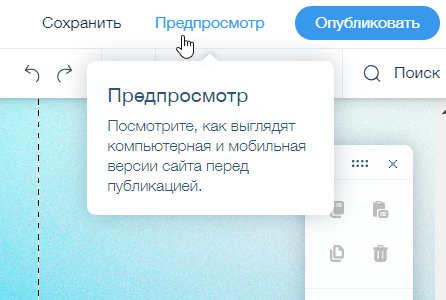 Сохранить Предпросмотр Опубликовать
Поиск
Предпросмотр
Посмотрите, как выглядят
компьютерная и мобильная
версии сайта перед
публикацией.